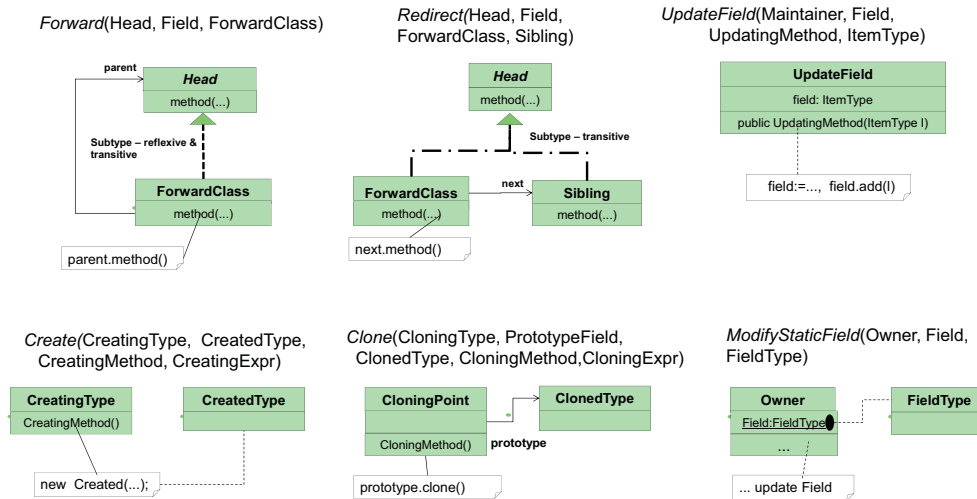 Forward(Head, Field, ForwardClass)
parent
Head
method(...)
Subtype – reflexive &
transitive
ForwardClass
method(...)
parent.method()
Redirect(Head, Field,
ForwardClass, Sibling)
Head
method(...)
Subtype – transitive
ForwardClass
method(...)
next
Sibling
method(...)
next.method()
UpdateField(Maintainer, Field,
UpdatingMethod, ItemType)
UpdateField
field: ItemType
public UpdatingMethod(ItemType I)
field:=..., field.add(I)
Create(CreatingType, CreatedType,
CreatingMethod, CreatingExpr)
CreatingType
CreatingMethod()
CreatedType
new Created(...);
Clone(CloningType, PrototypeField,
ClonedType, CloningMethod,CloningExpr)
CloningPoint
CloningMethod()
prototype
ClonedType
prototype.clone()
ModifyStaticField(Owner, Field,
FieldType)
Owner
Field:FieldType
...
FieldType
... update Field